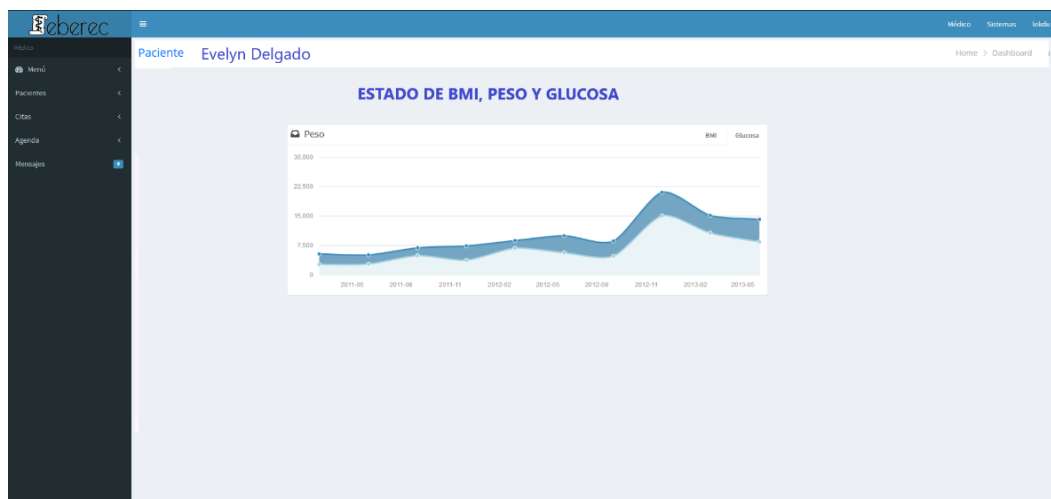 eberec
Médico Sistemas
Médico
Paciente Evelyn Delgado
Home > Dashboard
Menú
Pacientes
Citas
Agenda
Mensajes 4
ESTADO DE BMI, PESO Y GLUCOSA
Peso BMI Glucosa
30,000
22,500
15,000
7,500
0
2011-05 2011-08 2011-11 2012-02 2012-05 2012-08 2012-11 2013-02 2013-05